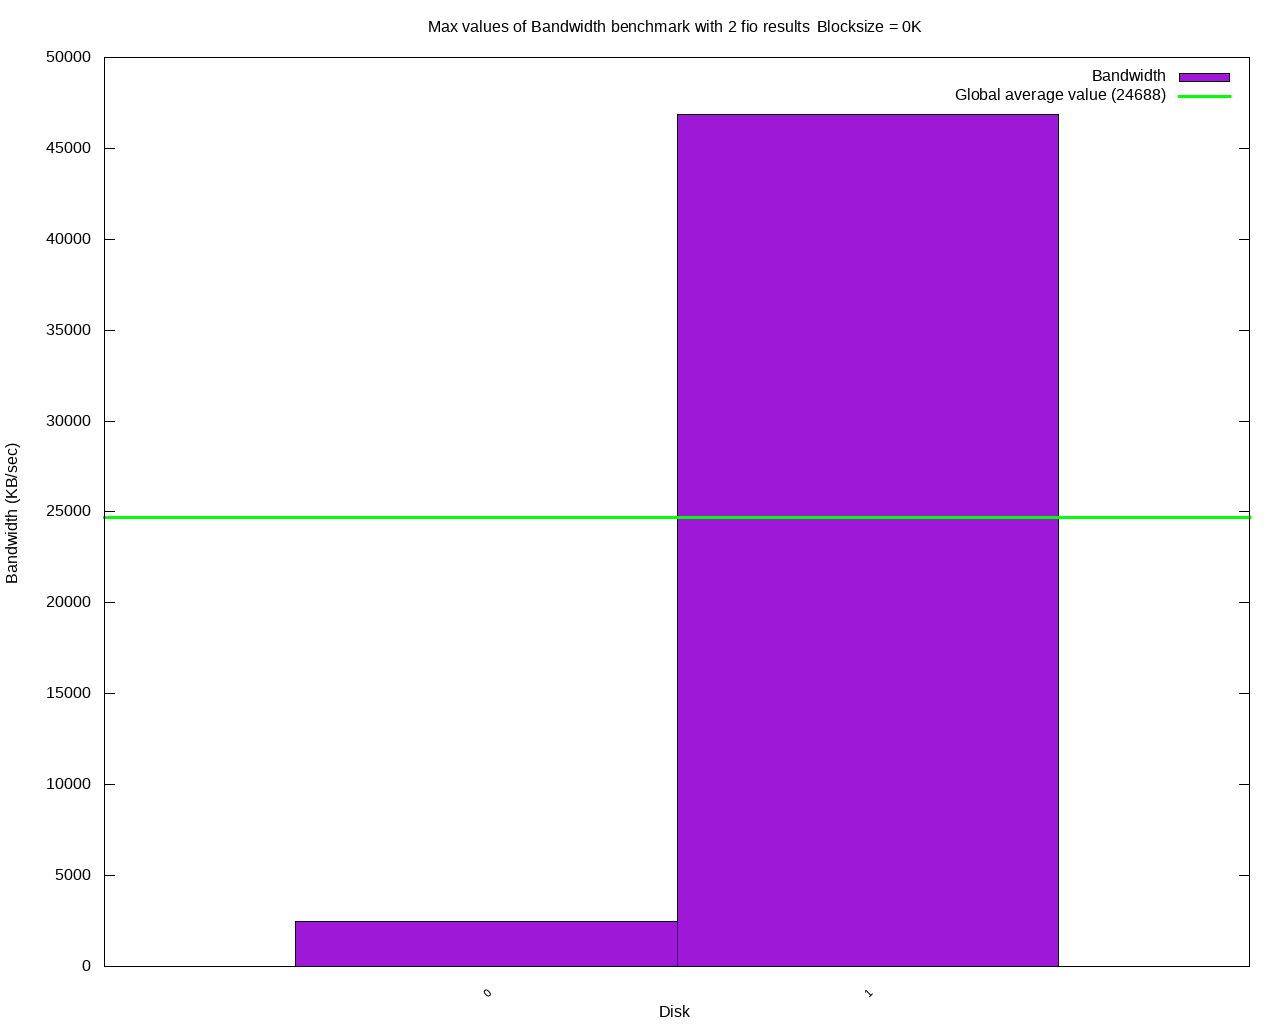 Max values of Bandwidth benchmark with 2 fio results  Blocksize = 0K
Bandwidth
Global average value (24688)
50000
45000
40000
35000
30000
25000
20000
15000
10000
5000
0
Bandwidth (KB/sec)
0
1
Disk